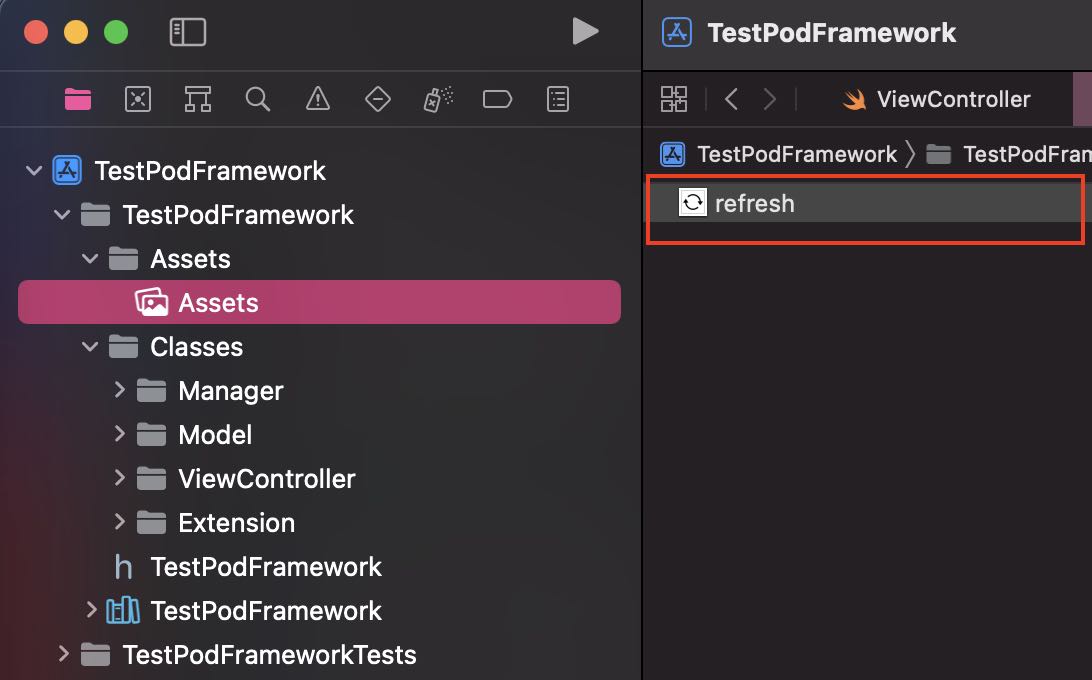 TestPodFramework
ViewController
TestPodFramework
TestPodFram
refresh
TestPodFramework
TestPodFramework
Assets
Assets
Classes
Manager
Model
ViewController
Extension
h TestPodFramework
TestPodFramework
TestPodFrameworkTests